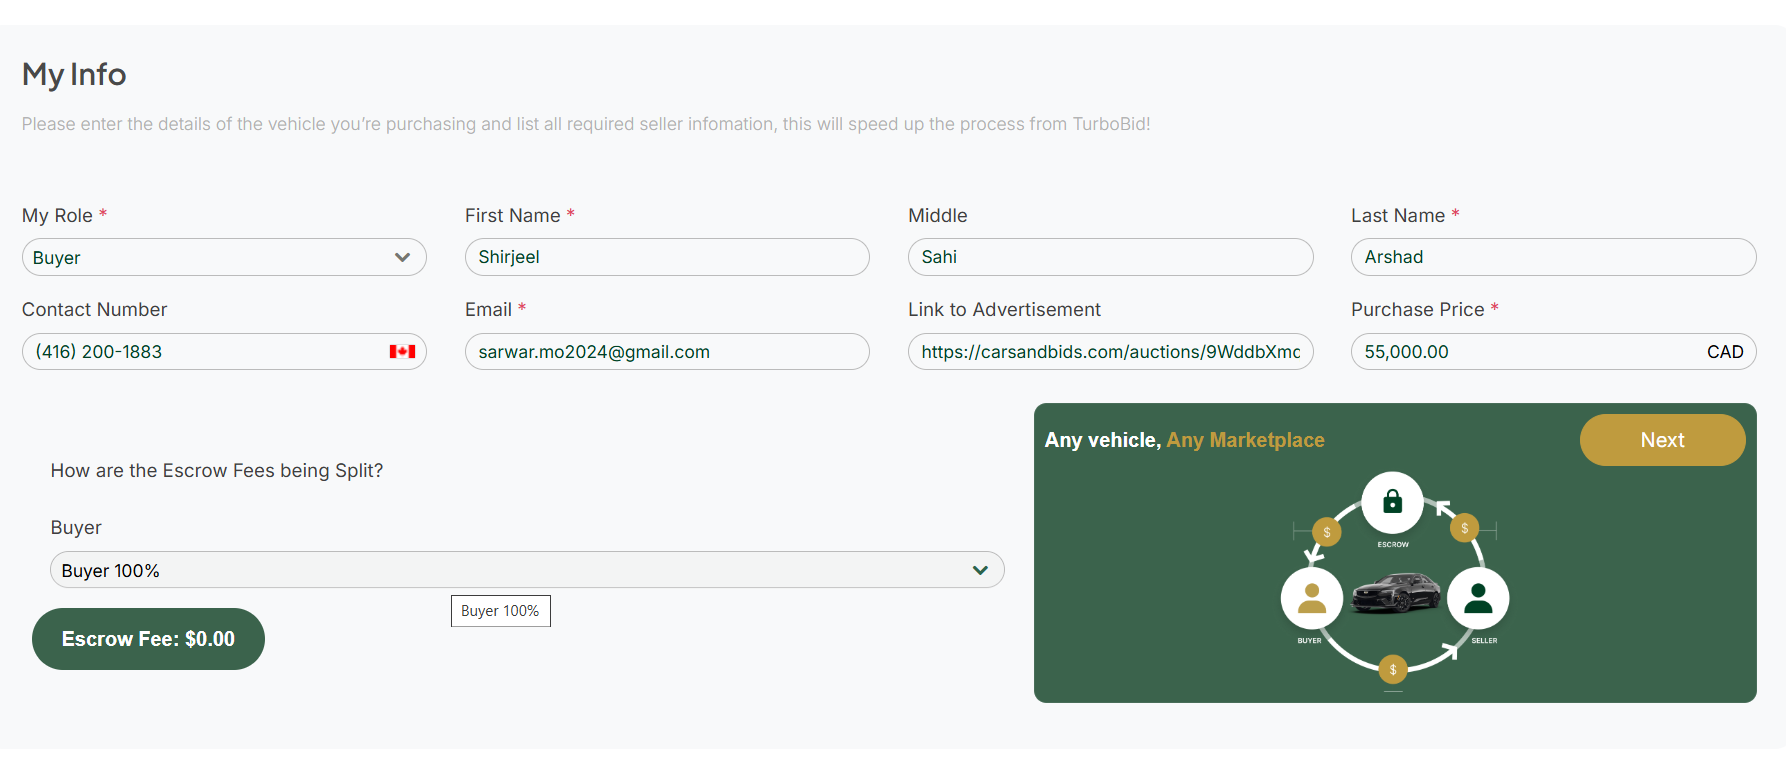 My Info
Please enter the details of the vehicle you’re purchasing and list all required seller infomation, this will speed up the process from TurboBid!
My Role *
First Name *
Middle
Last Name *
Buyer
Shirjeel
Sahi
Arshad
Contact Number
Email *
Link to Advertisement
Purchase Price *
(416) 200-1883
sarwar.mo2024@gmail.com
https://carsandbids.com/auctions/9WddbXmc
55,000.00
CAD
How are the Escrow Fees being Split?
Buyer
Buyer 100%
Buyer 100%
Escrow Fee: $0.00
Any vehicle, Any Marketplace
Next
ESCROW
$
$
BUYER
SELLER
$